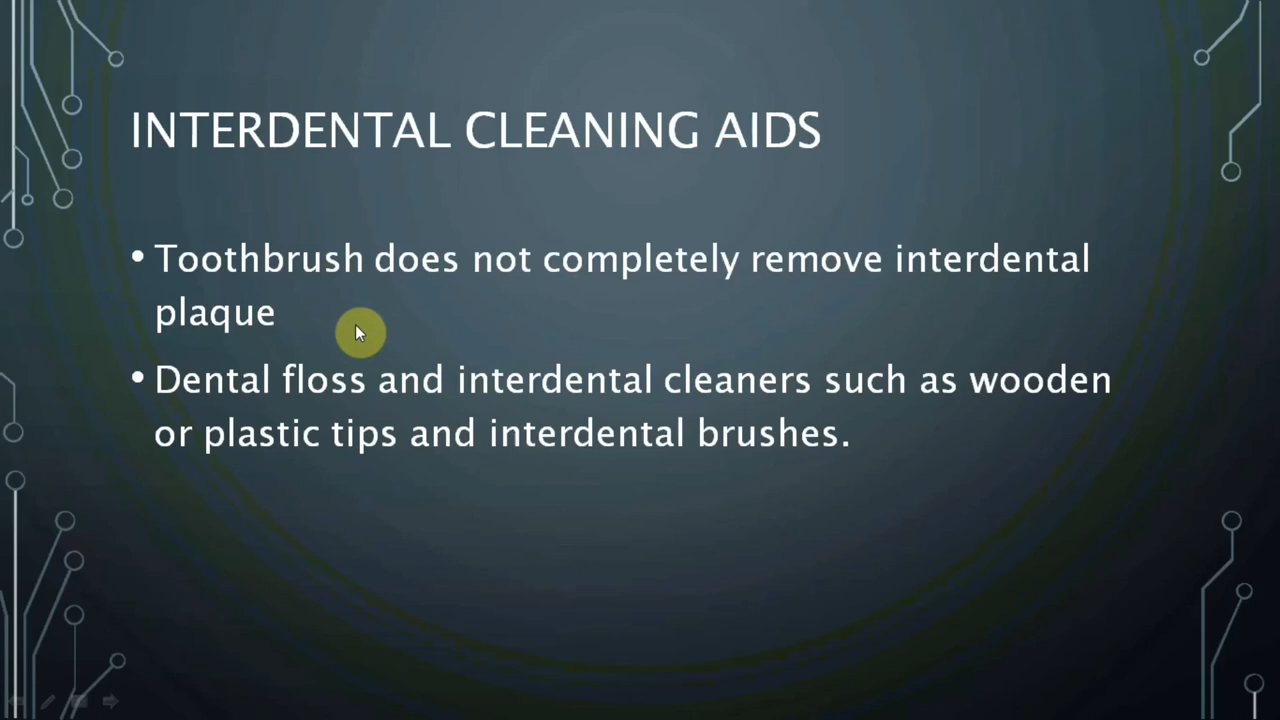 INTERDENTAL CLEANING AIDS
• Toothbrush does not completely remove interdental
plaque
• Dental floss and interdental cleaners such as wooden
or plastic tips and interdental brushes.